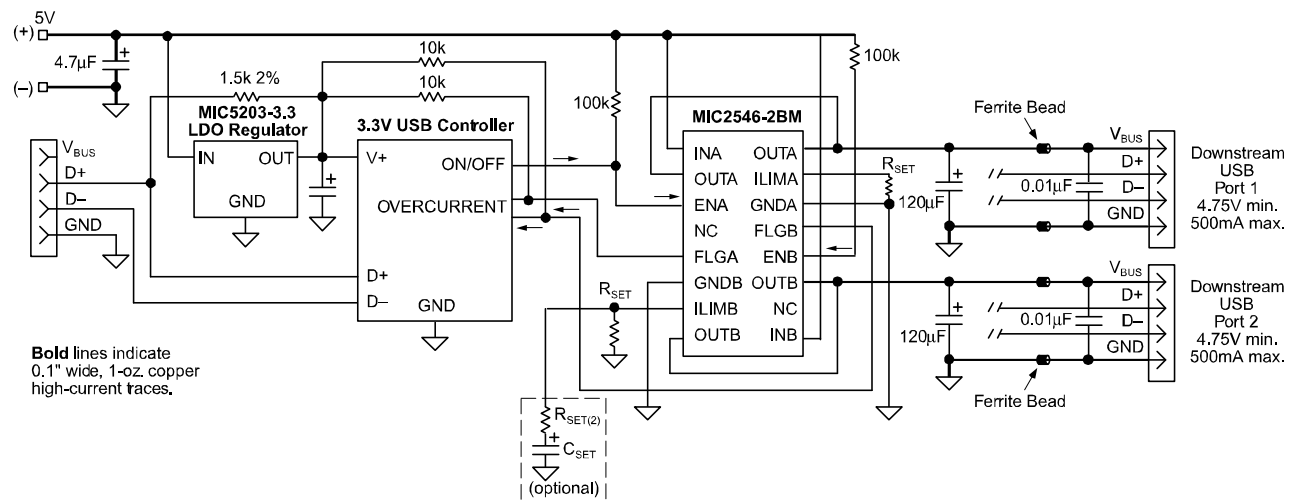 5V
(+)
4.7µF
(–)
10k
10k
1.5k 2%
100k
100k
MIC5203-3.3
LDO Regulator
IN
OUT
GND
3.3V USB Controller
V+
ON/OFF
OVERCURRENT
D+
D–
GND
VBUS
D+
D–
GND
MIC2546-2BM
INA
OUTA
OUTA
ILIMA
ENA
GNDA
NC
FLGB
FLGA
ENB
GNDB
OUTB
ILIMB
NC
OUTB
INB
RSET
RSET
RSET(2)
CSET
(optional)
Ferrite Bead
120µF
0.01µF
VBUS
D+
D–
GND
Downstream
USB
Port 1
4.75V min.
500mA max.
120µF
0.01µF
VBUS
D+
D–
GND
Downstream
USB
Port 2
4.75V min.
500mA max.
Ferrite Bead
Bold lines indicate
0.1" wide, 1-oz. copper
high-current traces.